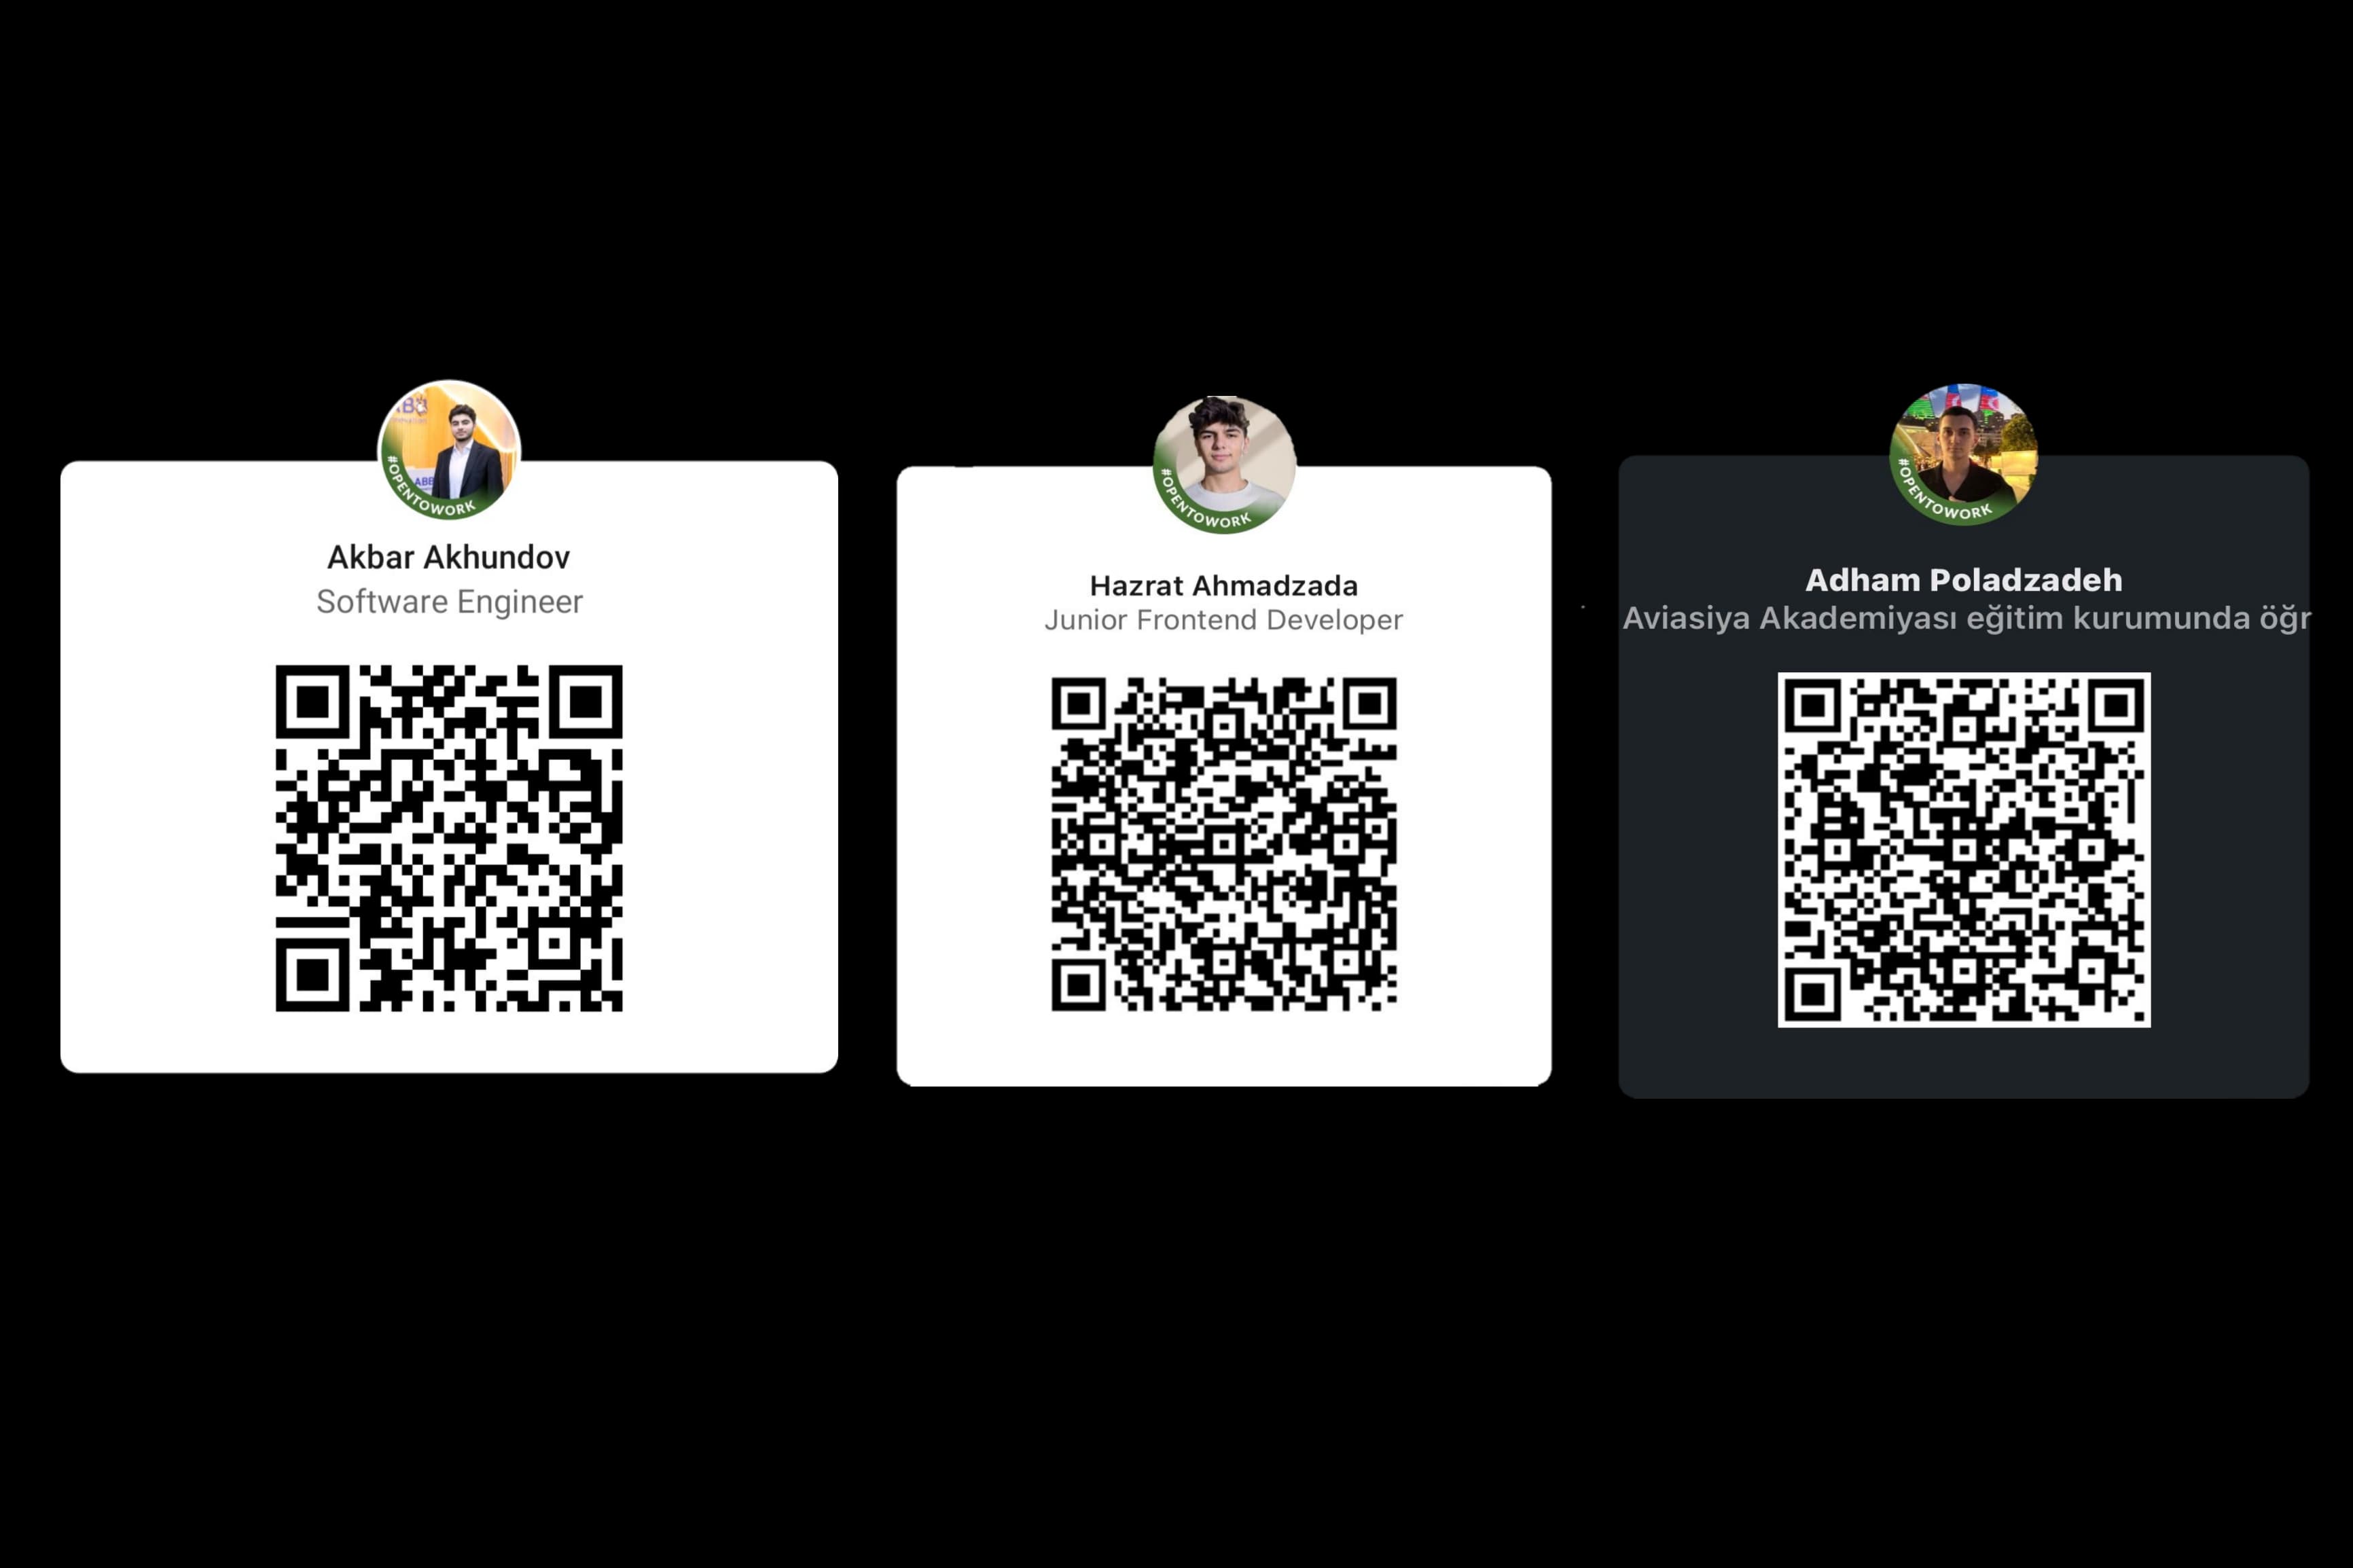 #OPENTOWORK
ABB
Akbar Akhundov
Software Engineer
#OPENTOWORK
Hazrat Ahmadzada
Junior Frontend Developer
#OPENTOWORK
Adham Poladzadeh
Aviasiya Akademiyası eğitim kurumunda öğr